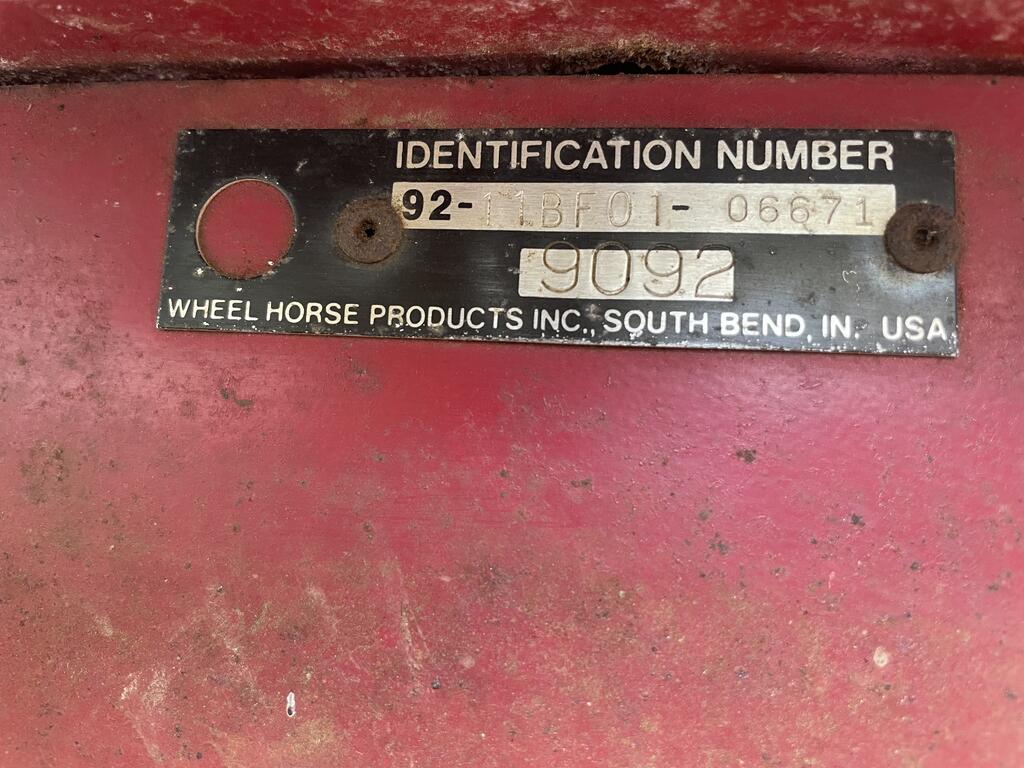 IDENTIFICATION NUMBER
92-11BF01- 06671
9092
WHEEL HORSE PRODUCTS INC., SOUTH BEND, IN. USA